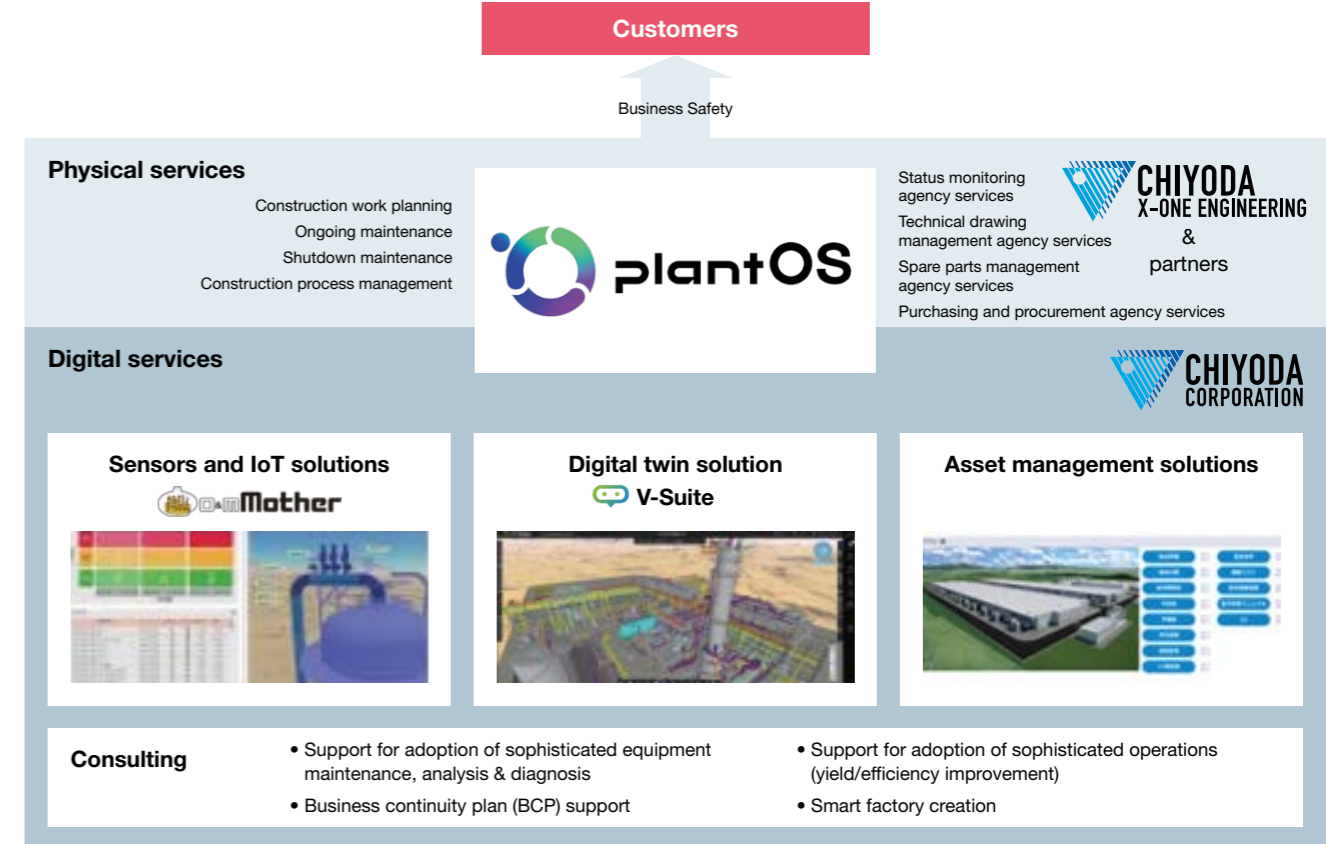 Customers
Business Safety
Physical services
Construction work planning
Ongoing maintenance
Shutdown maintenance
Construction process management
plantOS
Status monitoring
agency services
Technical drawing
management agency services
Spare parts management
agency services
Purchasing and procurement agency services
CHIYODA
X-ONE ENGINEERING
&
partners
Digital services
CHIYODA
CORPORATION
Sensors and IoT solutions
O&M Mother
Digital twin solution
V-Suite
Asset management solutions
Consulting
• Support for adoption of sophisticated equipment
maintenance, analysis & diagnosis
• Business continuity plan (BCP) support
• Support for adoption of sophisticated operations
(yield/efficiency improvement)
• Smart factory creation